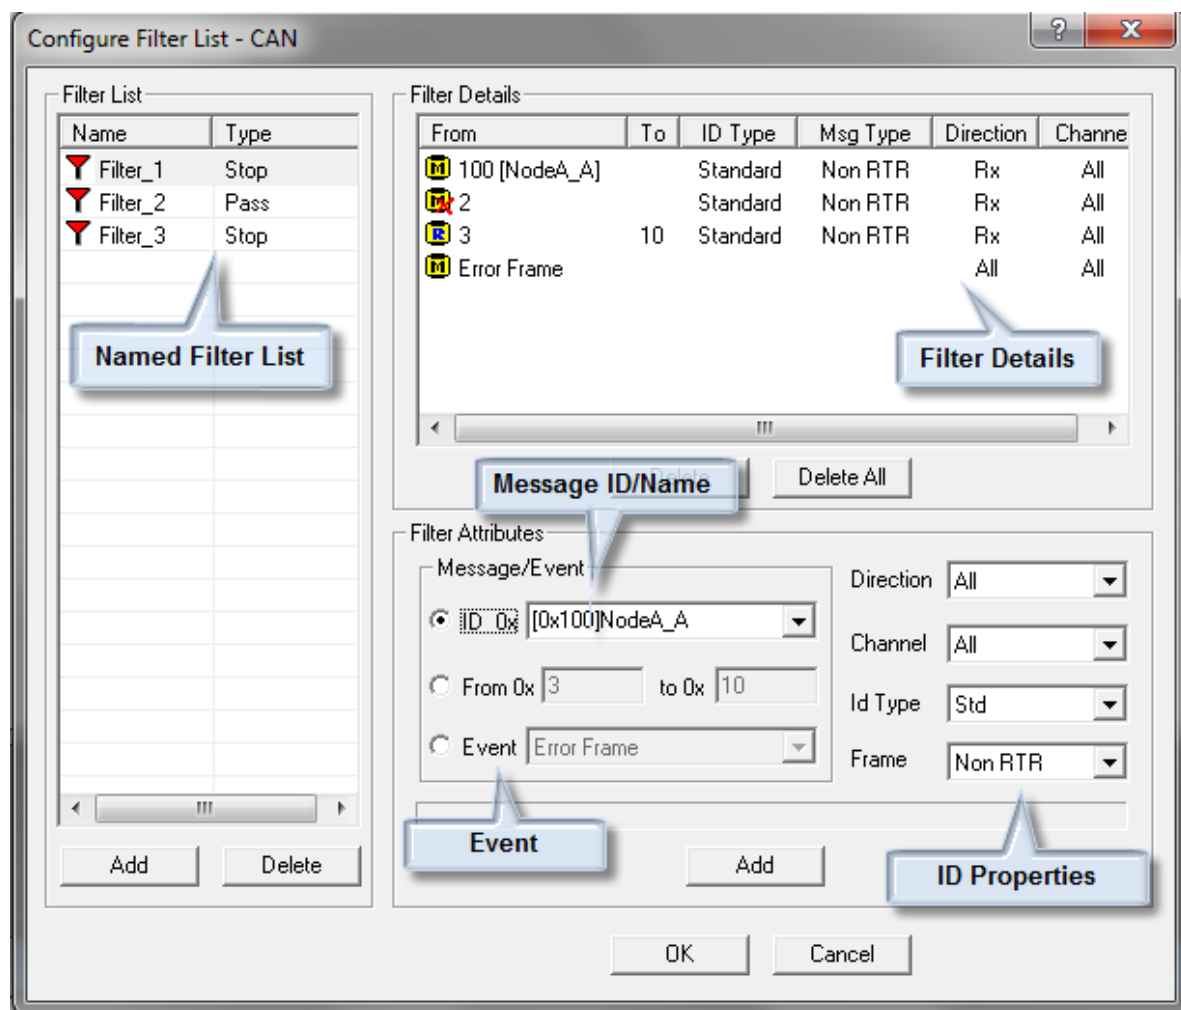 Configure Filter List - CAN
Filter List
Name Type
Filter_1 Stop
Filter_2 Pass
Filter_3 Stop
Named Filter List
Add Delete
Filter Details
From To ID Type Msg Type Direction Channe
M 100 [NodeA_A] Standard Non RTR Rx All
M 2 Standard Non RTR Rx All
R 3 10 Standard Non RTR Rx All
M Error Frame All All
Filter Details
Delete Delete All
Message ID/Name
Filter Attributes
Message/Event
ID 0x [0x100]NodeA_A
From 0x 3 to 0x 10
Event Error Frame
Direction All
Channel All
Id Type Std
Frame Non RTR
Event
Add
ID Properties
OK Cancel